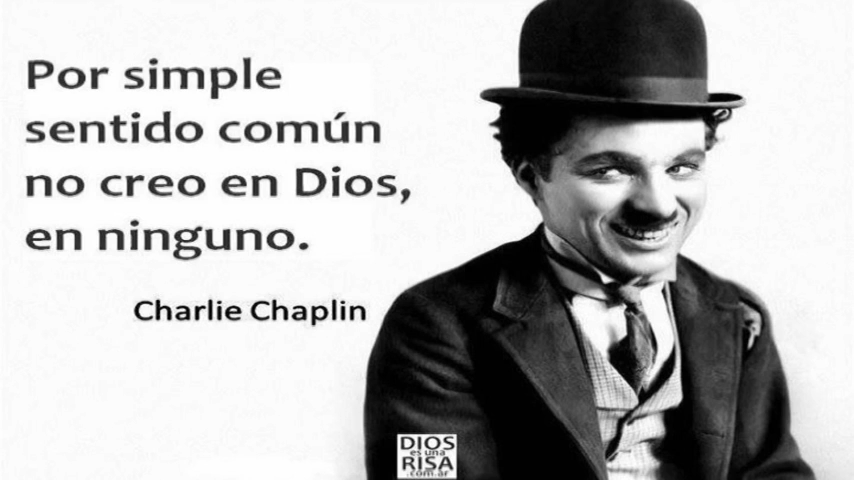 Por simple
sentido común
no creo en Dios,
en ninguno.
Charlie Chaplin
DIOS
es una
RISA
.com.ar